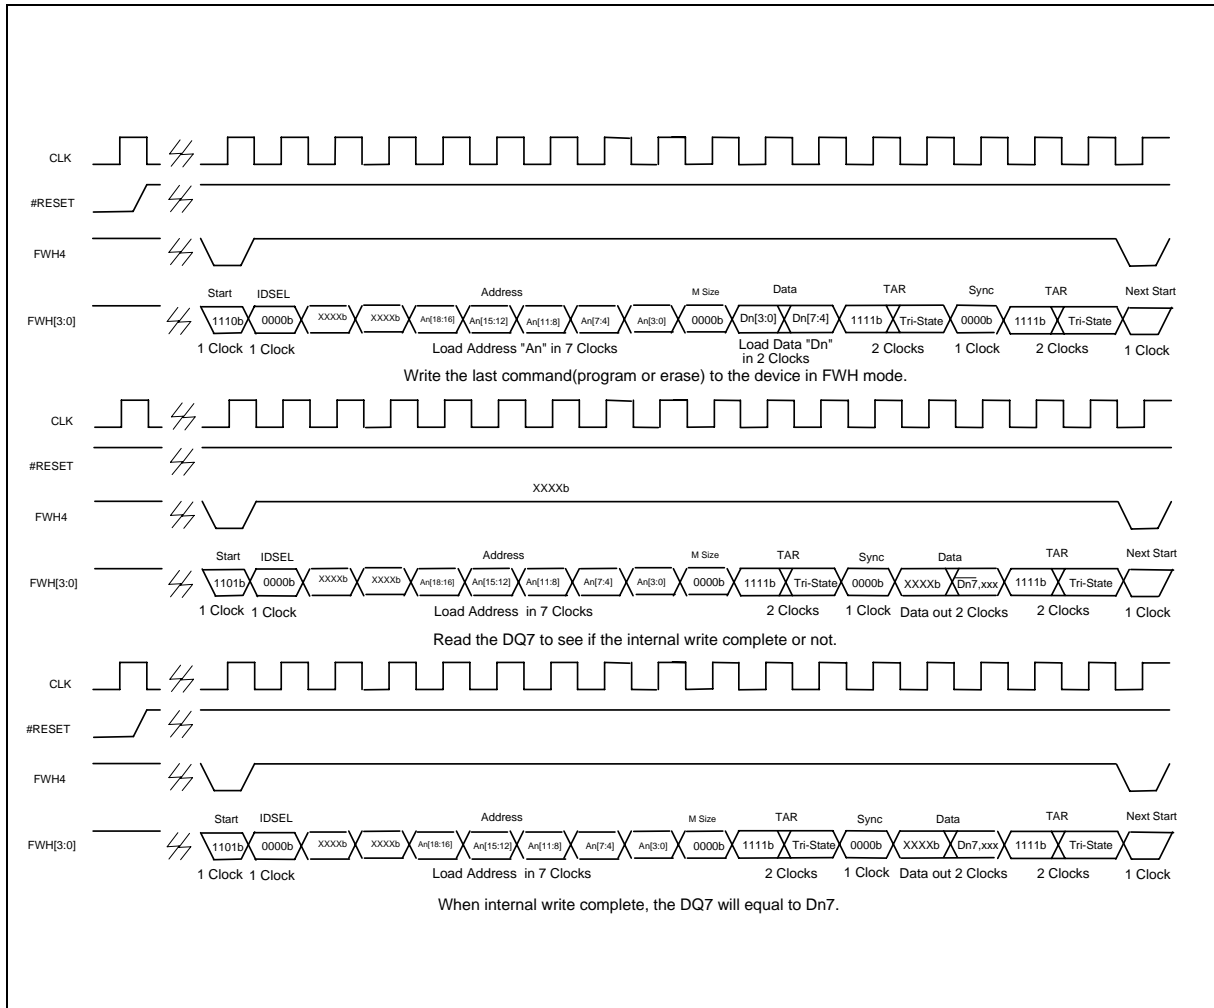 CLK
#RESET
FWH4
Start IDSEL Address M Size Data TAR Sync TAR Next Start
FWH[3:0] 1110b 0000b XXXXb XXXXb An[18:16] An[15:12] An[11:8] An[7:4] An[3:0] 0000b Dn[3:0] Dn[7:4] 1111b Tri-State 0000b 1111b Tri-State
1 Clock 1 Clock Load Address "An" in 7 Clocks Load Data "Dn" 2 Clocks 1 Clock 2 Clocks 1 Clock
in 2 Clocks
Write the last command(program or erase) to the device in FWH mode.
CLK
#RESET
XXXXb
FWH4
Start IDSEL Address M Size TAR Sync Data TAR Next Start
FWH[3:0] 1101b 0000b XXXXb XXXXb An[18:16] An[15:12] An[11:8] An[7:4] An[3:0] 0000b 1111b Tri-State 0000b XXXXb D̅n̅7̅,xxx 1111b Tri-State
1 Clock 1 Clock Load Address in 7 Clocks 2 Clocks 1 Clock Data out 2 Clocks 2 Clocks 1 Clock
Read the DQ7 to see if the internal write complete or not.
CLK
#RESET
FWH4
Start IDSEL Address M Size TAR Sync Data TAR Next Start
FWH[3:0] 1101b 0000b XXXXb XXXXb An[18:16] An[15:12] An[11:8] An[7:4] An[3:0] 0000b 1111b Tri-State 0000b XXXXb Dn7,xxx 1111b Tri-State
1 Clock 1 Clock Load Address in 7 Clocks 2 Clocks 1 Clock Data out 2 Clocks 2 Clocks 1 Clock
When internal write complete, the DQ7 will equal to Dn7.